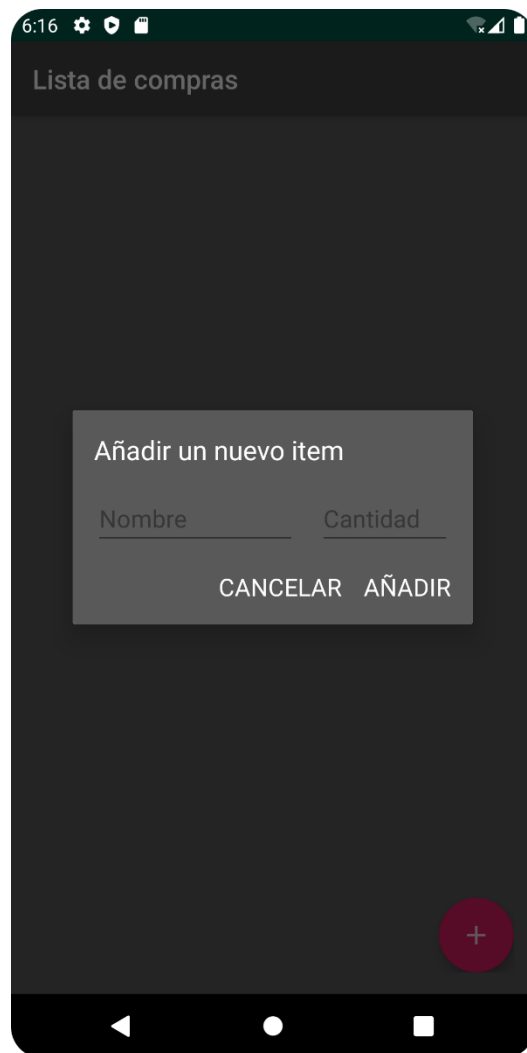 6:16
Lista de compras
Añadir un nuevo item
Nombre Cantidad
CANCELAR AÑADIR
+